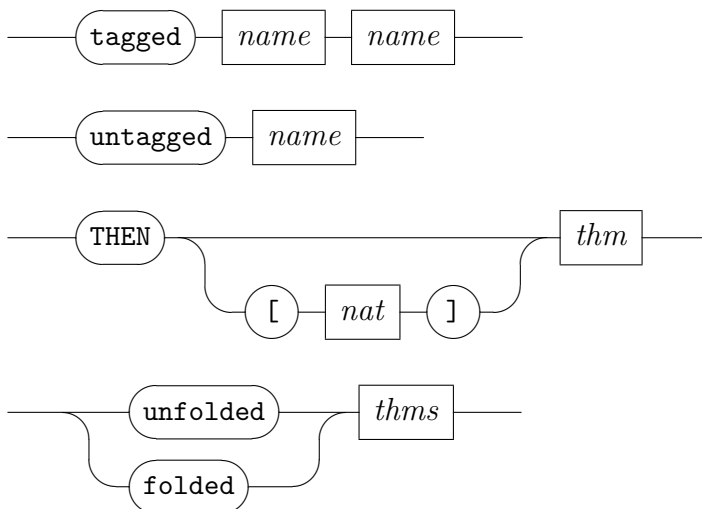 tagged name name
untagged name
THEN thm
[ nat ]
unfolded thms
folded